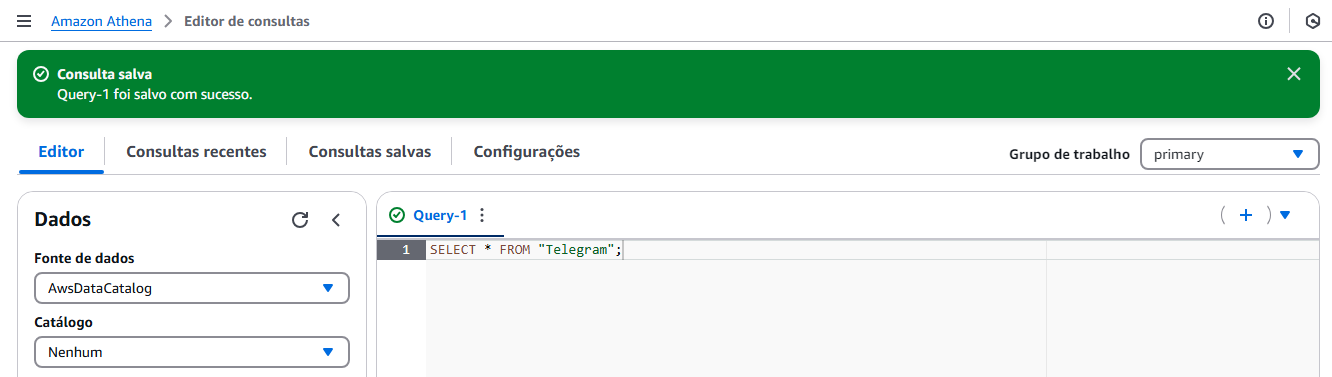 Amazon Athena > Editor de consultas
Consulta salva
Query-1 foi salvo com sucesso.
Editor
Consultas recentes
Consultas salvas
Configurações
Grupo de trabalho
primary
Dados
Fonte de dados
AwsDataCatalog
Catálogo
Nenhum
Query-1
1 SELECT * FROM "Telegram";